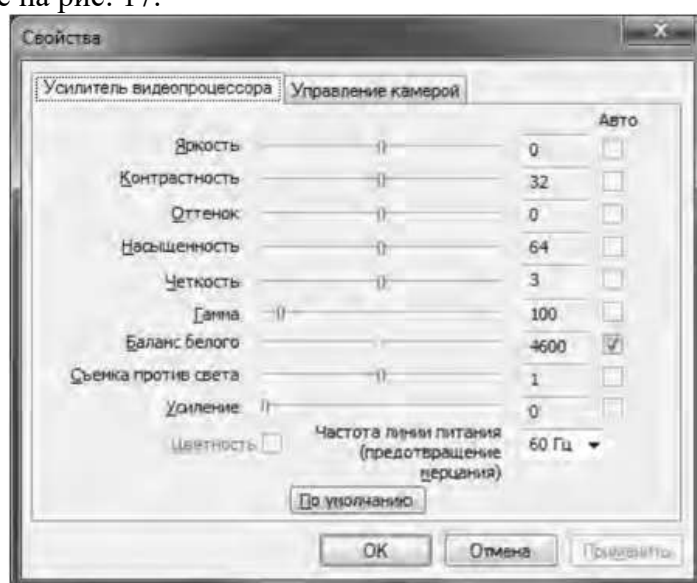 на рис. 17.
Свойства
Усилитель видеопроцессора Управление камерой
Авто
Яркость 0
Контрастность 32
Оттенок 0
Насыщенность 64
Четкость 3
Гамма 100
Баланс белого 4600
Съемка против света 1
Усиление 0
Цветность Частота линии питания (предотвращение мерцания) 60 Гц
По умолчанию
OK Отмена Применить